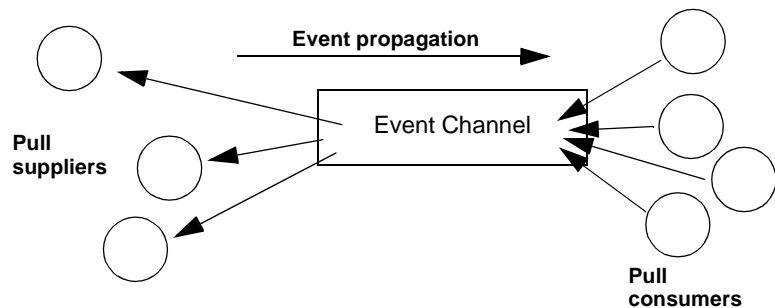 Event propagation
Event Channel
Pull
suppliers
Pull
consumers